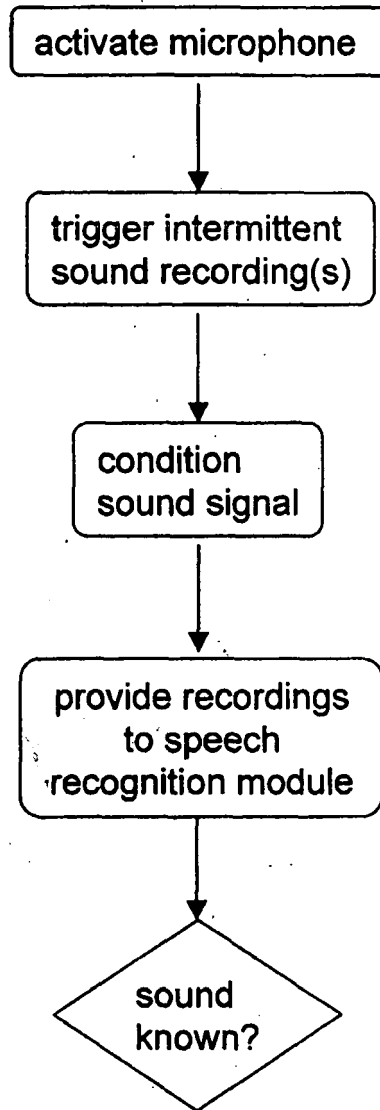 activate microphone
trigger intermittent
sound recording(s)
condition
sound signal
provide recordings
to speech
recognition module
sound
known?